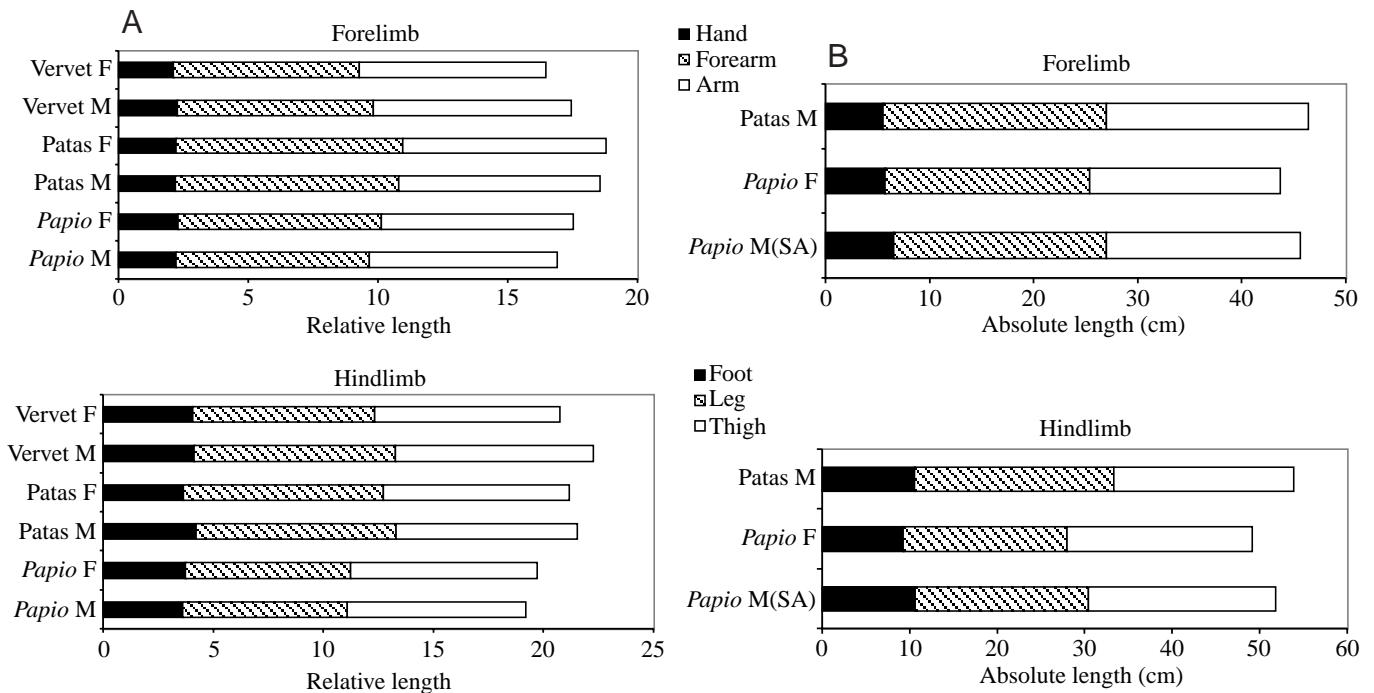 A
Forelimb
Vervet F
Vervet M
Patas F
Patas M
Papio F
Papio M
0 5 10 15 20
Relative length
Hand
Forearm
Arm
B
Forelimb
Patas M
Papio F
Papio M(SA)
0 10 20 30 40 50
Absolute length (cm)
Hindlimb
Vervet F
Vervet M
Patas F
Patas M
Papio F
Papio M
0 5 10 15 20 25
Relative length
Foot
Leg
Thigh
Hindlimb
Patas M
Papio F
Papio M(SA)
0 10 20 30 40 50 60
Absolute length (cm)